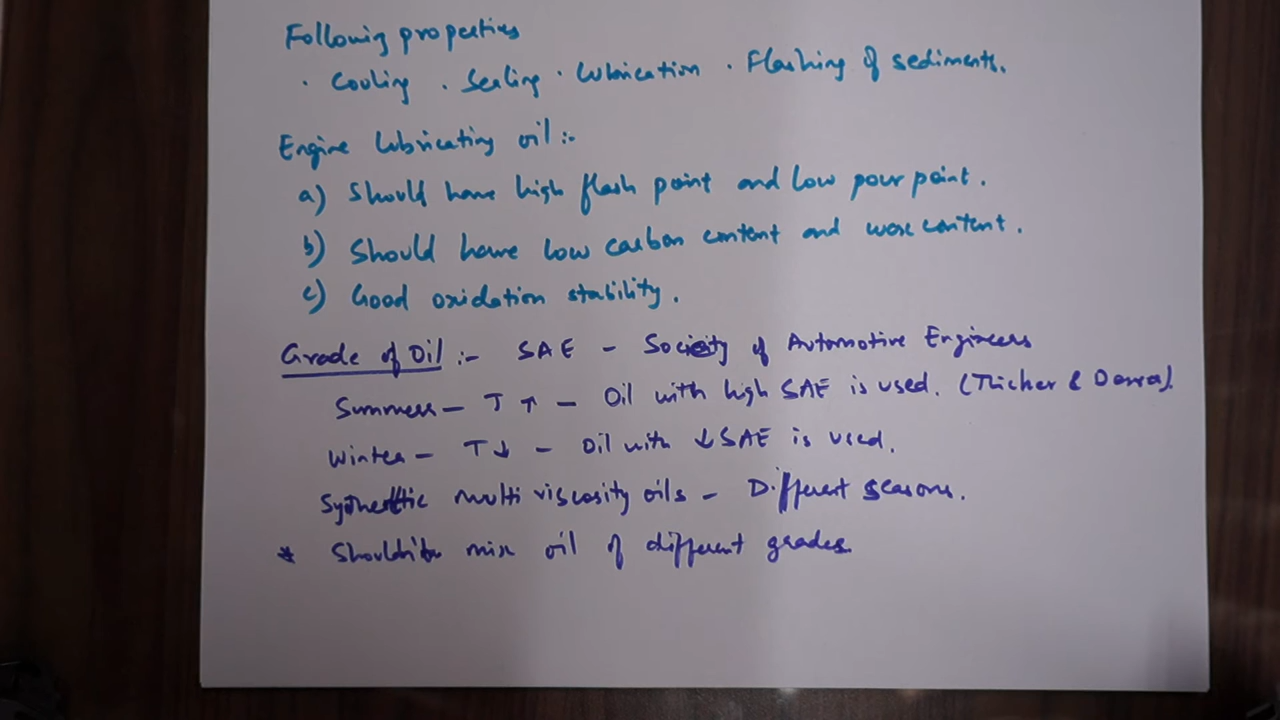 Following properties
· Cooling · Sealing · Lubrication · Flashing of sediments.
Engine lubricating oil :-
a) Should have high flash point and low pour point.
b) Should have low carbon content and wax content.
c) Good oxidation stability.
Grade of Oil :- SAE - Society of Automotive Engineers
Summer - T ↑ - Oil with high SAE is used. (Thicker &
Winter - T ↓ - Oil with ↓ SAE is used.
Sythettic multi viscosity oils - Different seasons.
* Shouldn't mix oil of different grades.